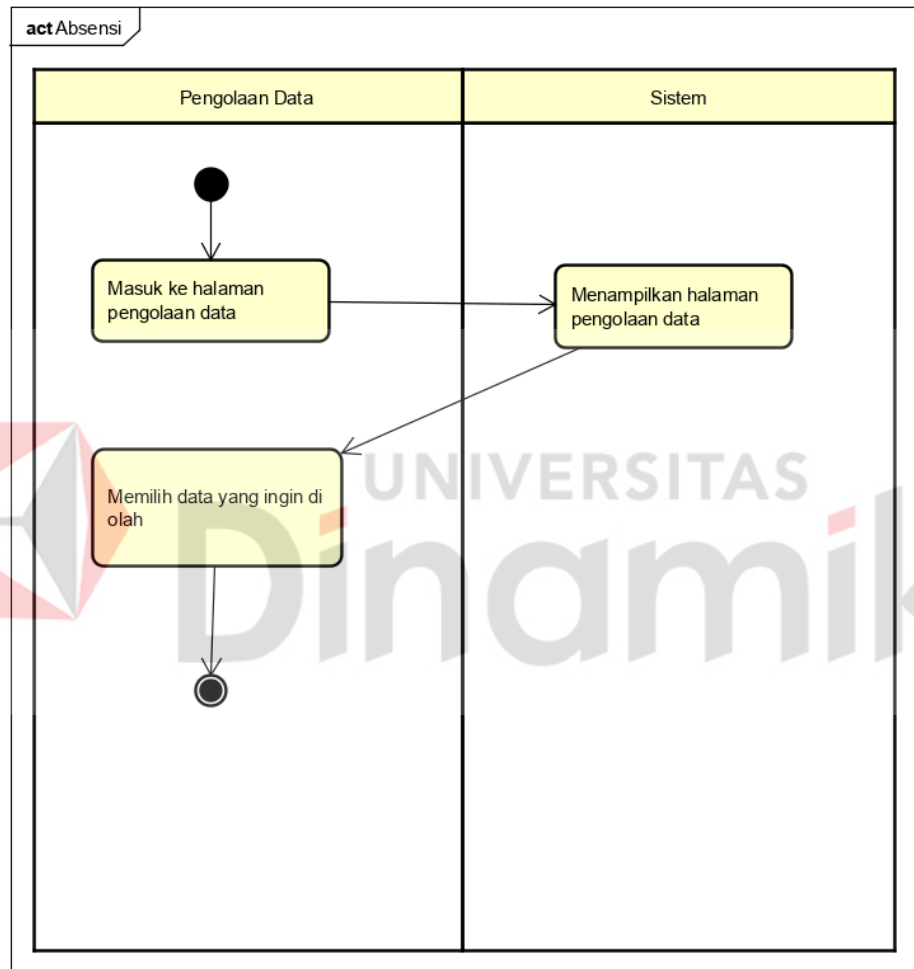 act Absensi
Pengolaan Data
Sistem
Masuk ke halaman
pengolaan data
Menampilkan halaman
pengolaan data
Memilih data yang ingin di
olah
UNIVERSITAS
Dinamik